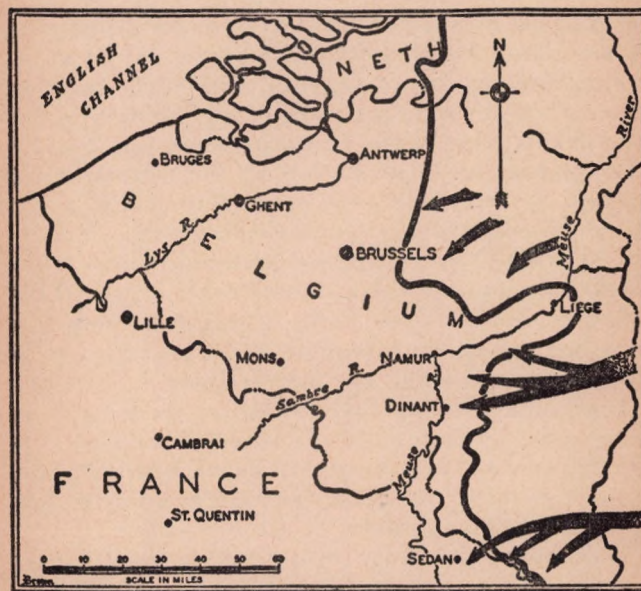 ENGLISH
CHANNEL
NETH
N
River
BRUGES
ANTWERP
GHENT
Lys R.
BELGIUM
BRUSSELS
Meuse
LIEGE
LILLE
MONS
NAMUR
Sambre R.
R.
DINANT
CAMBRAI
Meuse
FRANCE
ST. QUENTIN
SEDAN
0 10 20 30 40 50 60
SCALE IN MILES